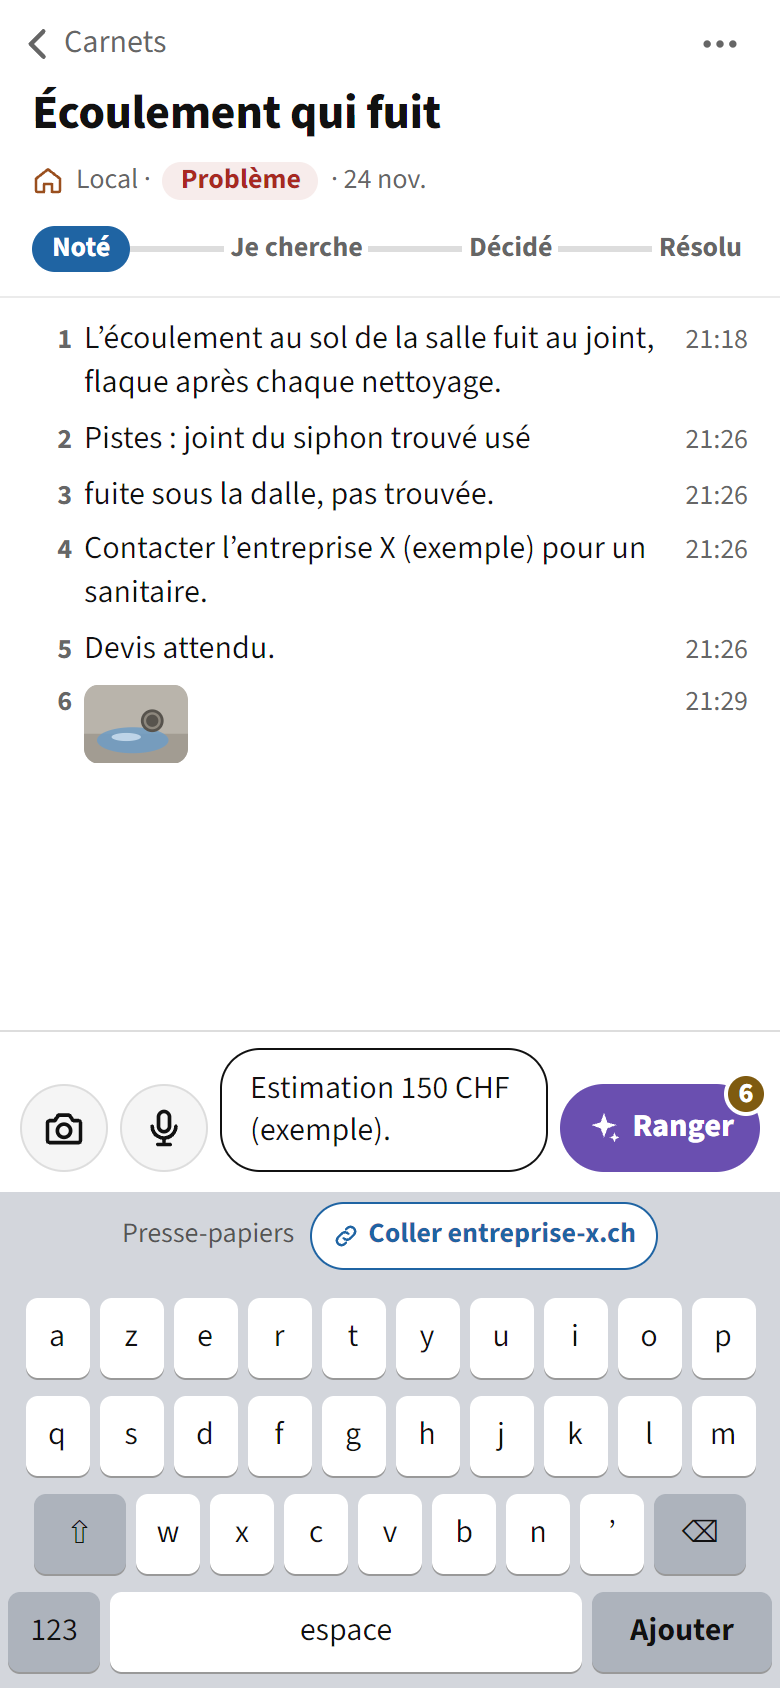 Carnets
Écoulement qui fuit
Local · Problème · 24 nov.
Noté Je cherche Décidé Résolu
1 L’écoulement au sol de la salle fuit au joint, 21:18
flaque après chaque nettoyage.
2 Pistes : joint du siphon trouvé usé 21:26
3 fuite sous la dalle, pas trouvée. 21:26
4 Contacter l’entreprise X (exemple) pour un 21:26
sanitaire.
5 Devis attendu. 21:26
6 21:29
Estimation 150 CHF
(exemple).
Ranger 6
Presse-papiers Coller entreprise-x.ch
a z e r t y u i o p
q s d f g h j k l m
w x c v b n ’
123 espace Ajouter